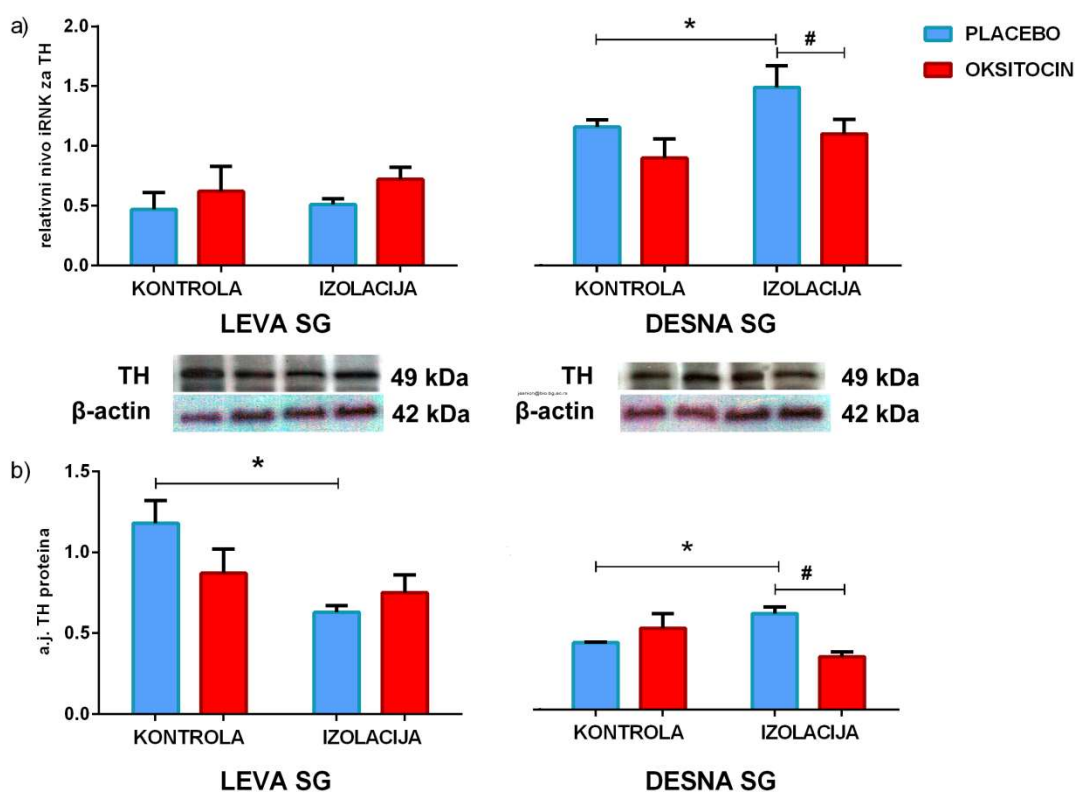 a)
relativni nivo iRNK za TH
2.0
1.5
1.0
0.5
0.0
KONTROLA
IZOLACIJA
LEVA SG
*
#
KONTROLA
IZOLACIJA
DESNA SG
PLACEBO
OKSITOCIN
TH
49 kDa
β-actin
42 kDa
TH
49 kDa
β-actin
42 kDa
b)
a.j. TH proteina
1.5
1.0
0.5
0.0
*
KONTROLA
IZOLACIJA
LEVA SG
*
#
KONTROLA
IZOLACIJA
DESNA SG